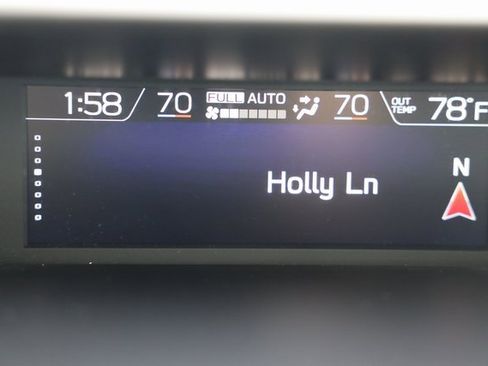 1:58 70 FULL AUTO 70 OUT TEMP 78°F
N
Holly Ln